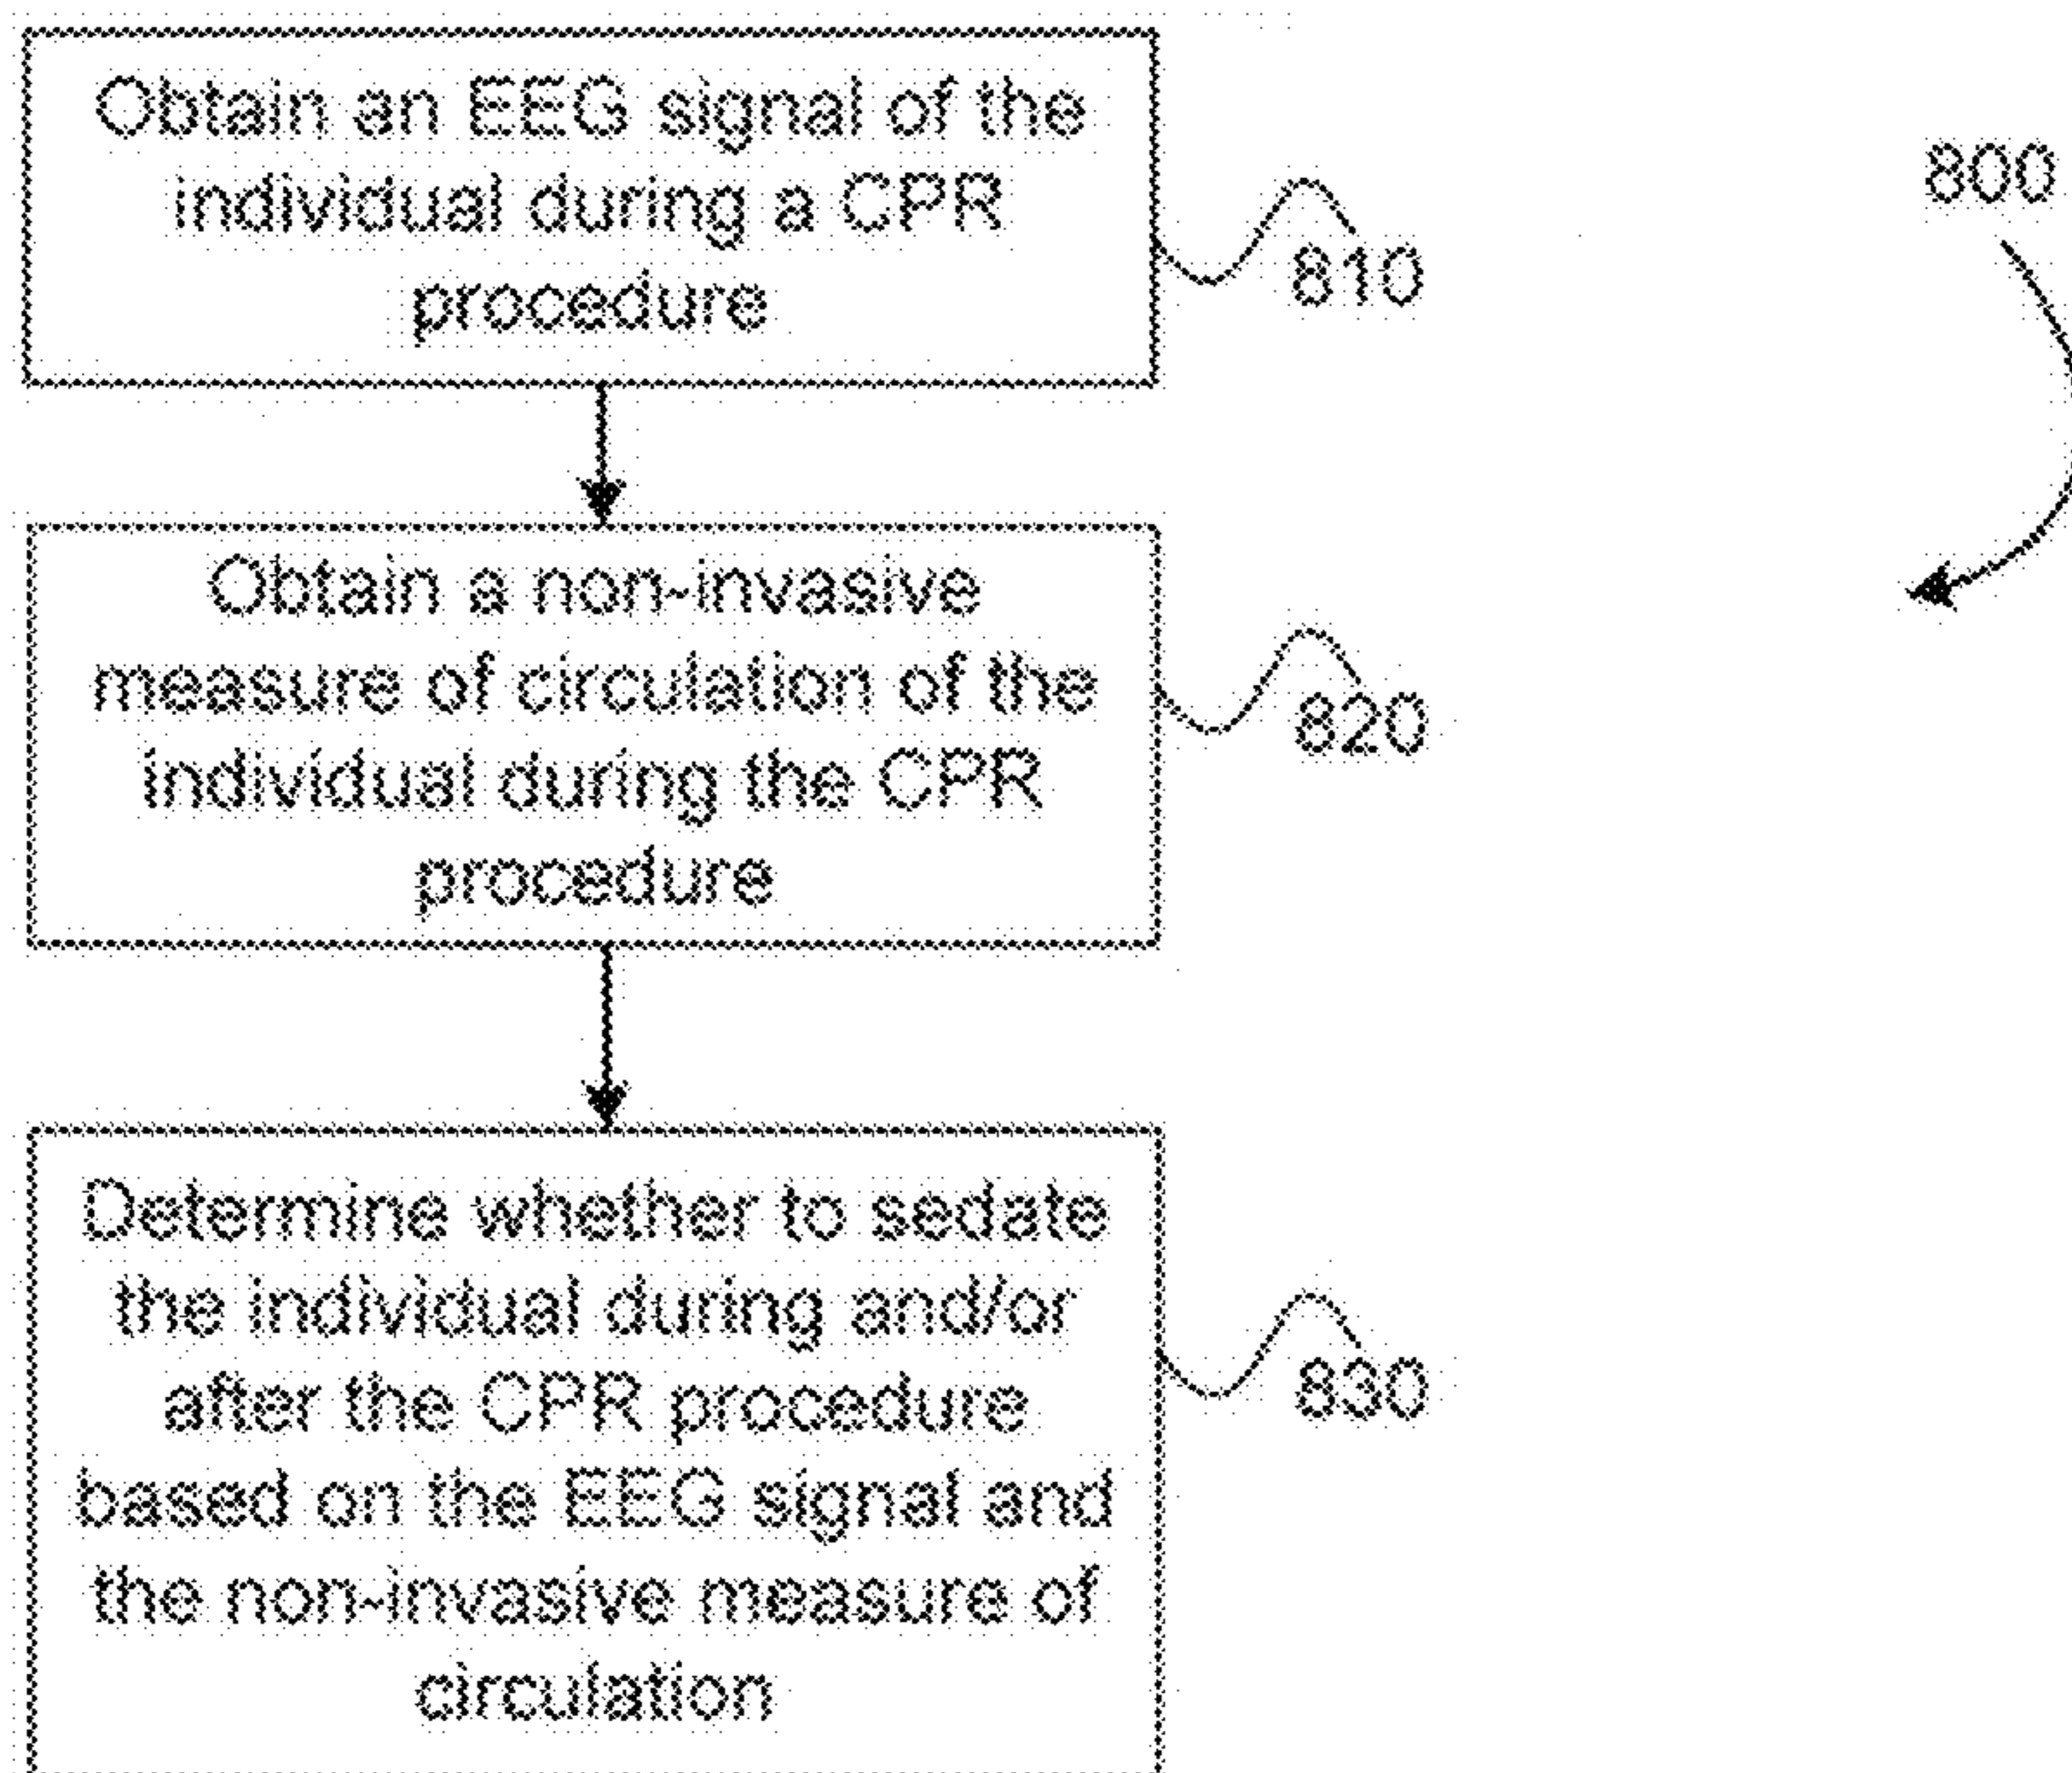 Obtain an EEG signal of the
individual during a CPR
procedure
810
800
Obtain a non-invasive
measure of circulation of the
individual during the CPR
procedure
820
Determine whether to sedate
the individual during and/or
after the CPR procedure
based on the EEG signal and
the non-invasive measure of
circulation
830